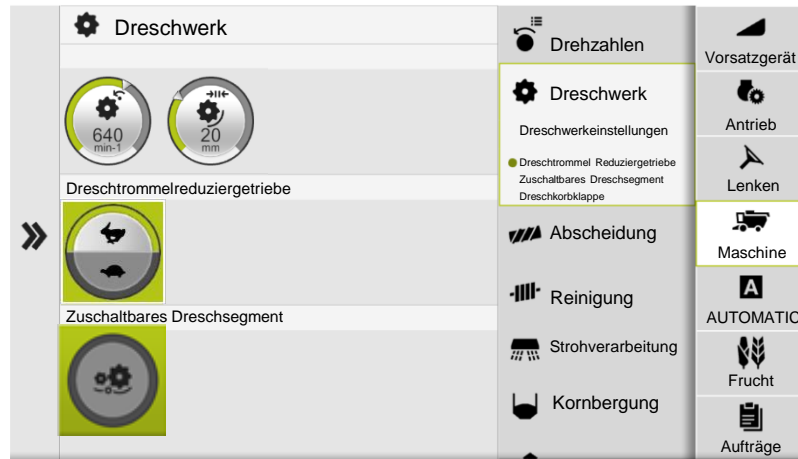 Dreschwerk
640
min-1
20
mm
Dreschtrommelreduziergetriebe
Zuschaltbares Dreschsegment
Drehzahlen
Dreschwerk
Dreschwerkeinstellungen
Dreschtrommel Reduziergetriebe
Zuschaltbares Dreschsegment
Dreschkorbklappe
Abscheidung
Reinigung
Strohverarbeitung
Kornbergung
Vorsatzgerät
Antrieb
Lenken
Maschine
A
AUTOMATIC
Frucht
Aufträge